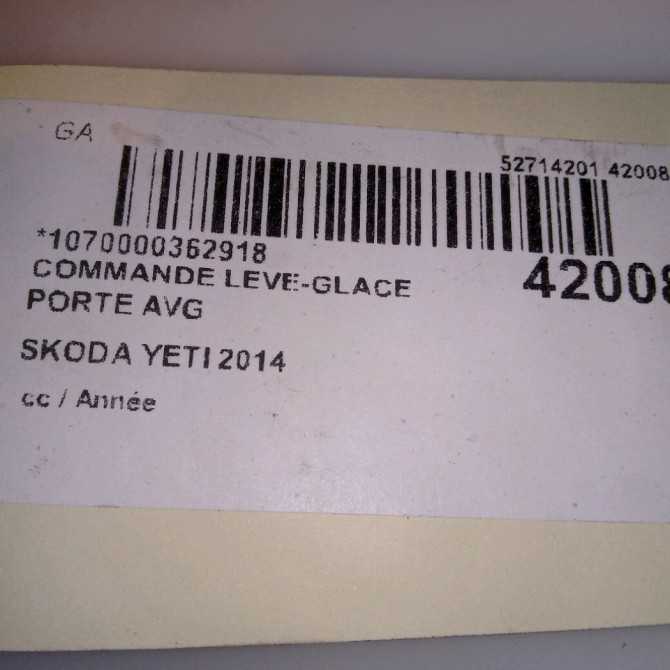 GA
52714201 42008
*1070000362918
42008
COMMANDE LEVE-GLACE
PORTE AVG
SKODA YETI 2014
cc / Année